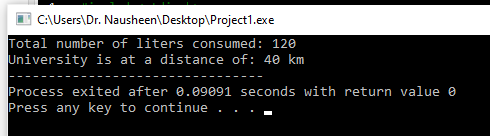 C:\Users\Dr. Nausheen\Desktop\Project1.exe
Total number of liters consumed: 120
University is at a distance of: 40 km
--------------------------------
Process exited after 0.09091 seconds with return value 0
Press any key to continue . . .